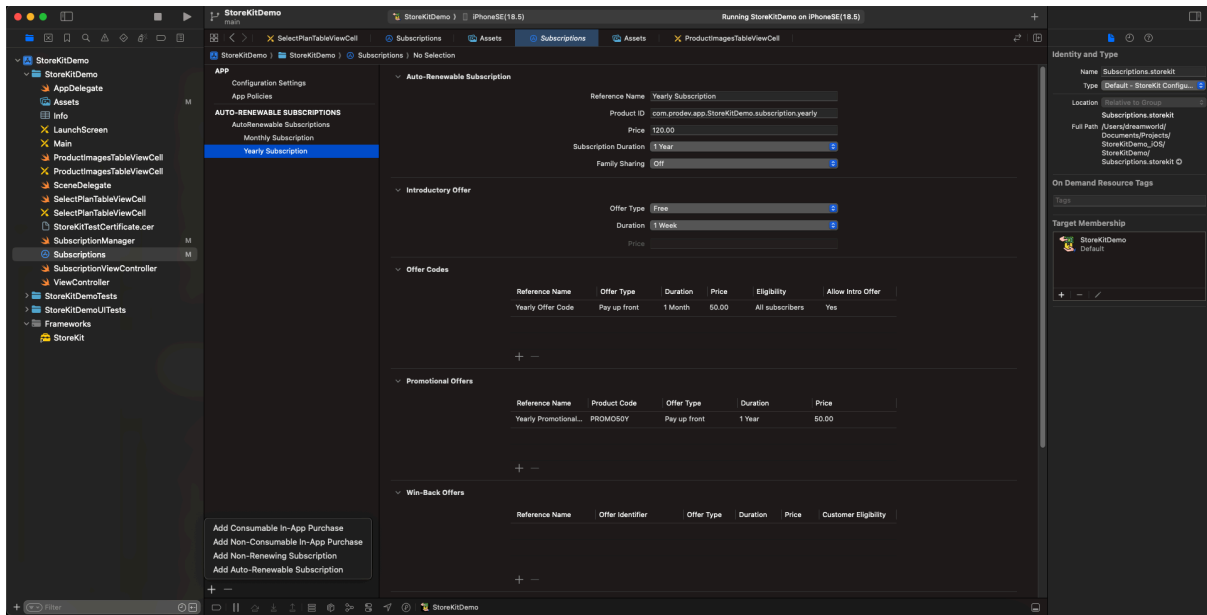 StoreKitDemo
main
StoreKitDemo
iPhoneSE(18.5)
Running StoreKitDemo on iPhoneSE(18.5)
SelectPlanTableViewCell
Subscriptions
Assets
Subscriptions
Assets
ProductImagesTableViewCell
StoreKitDemo
StoreKitDemo
Subscriptions
No Selection
StoreKitDemo
StoreKitDemo
AppDelegate
Assets M
Info
LaunchScreen
Main
ProductImagesTableViewCell
ProductImagesTableViewCell
SceneDelegate
SelectPlanTableViewCell
SelectPlanTableViewCell
StoreKitTestCertificate.cer
SubscriptionManager M
Subscriptions M
SubscriptionViewController
ViewController
StoreKitDemoTests
StoreKitDemoUITests
Frameworks
StoreKit
Filter
APP
Configuration Settings
App Policies
AUTO-RENEWABLE SUBSCRIPTIONS
AutoRenewable Subscriptions
Monthly Subscription
Yearly Subscription
Add Consumable In-App Purchase
Add Non-Consumable In-App Purchase
Add Non-Renewing Subscription
Add Auto-Renewable Subscription
Auto-Renewable Subscription
Reference Name Yearly Subscription
Product ID com.prodev.app.StoreKitDemo.subscription.yearly
Price 120.00
Subscription Duration 1 Year
Family Sharing Off
Introductory Offer
Offer Type Free
Duration 1 Week
Price
Offer Codes
Reference Name Offer Type Duration Price Eligibility Allow Intro Offer
Yearly Offer Code Pay up front 1 Month 50.00 All subscribers Yes
Promotional Offers
Reference Name Product Code Offer Type Duration Price
Yearly Promotional... PROMO50Y Pay up front 1 Year 50.00
Win-Back Offers
Reference Name Offer Identifier Offer Type Duration Price Customer Eligibility
StoreKitDemo
Identity and Type
Name Subscriptions.storekit
Type Default - StoreKit Configu...
Location Relative to Group
Subscriptions.storekit
Full Path /Users/dreamworld/
Documents/Projects/
StoreKitDemo_iOS/
StoreKitDemo/
Subscriptions.storekit
On Demand Resource Tags
Tags
Target Membership
StoreKitDemo
Default